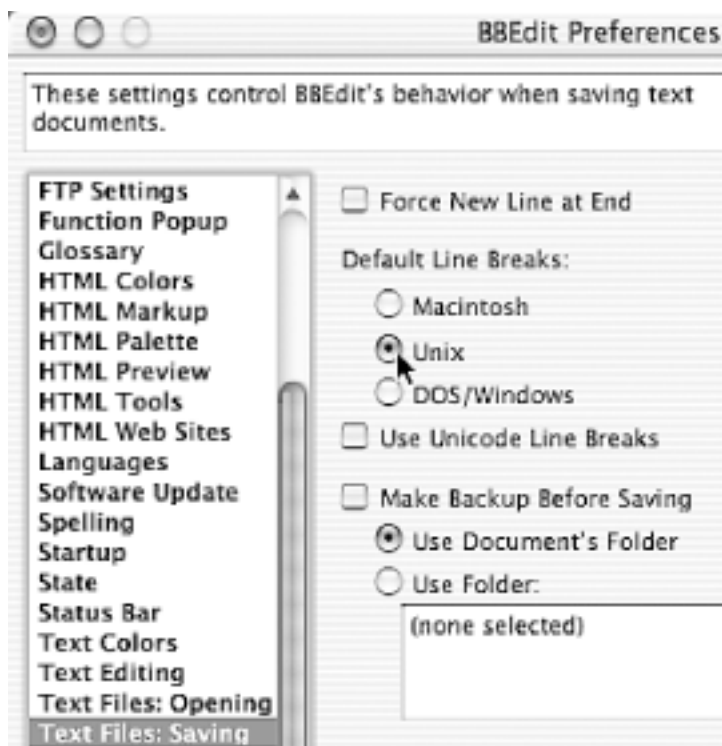 BBEdit Preferences
These settings control BBEdit's behavior when saving text
documents.
FTP Settings
Function Popup
Glossary
HTML Colors
HTML Markup
HTML Palette
HTML Preview
HTML Tools
HTML Web Sites
Languages
Software Update
Spelling
Startup
State
Status Bar
Text Colors
Text Editing
Text Files: Opening
Text Files: Saving
Force New Line at End
Default Line Breaks:
Macintosh
Unix
DOS/Windows
Use Unicode Line Breaks
Make Backup Before Saving
Use Document's Folder
Use Folder:
(none selected)